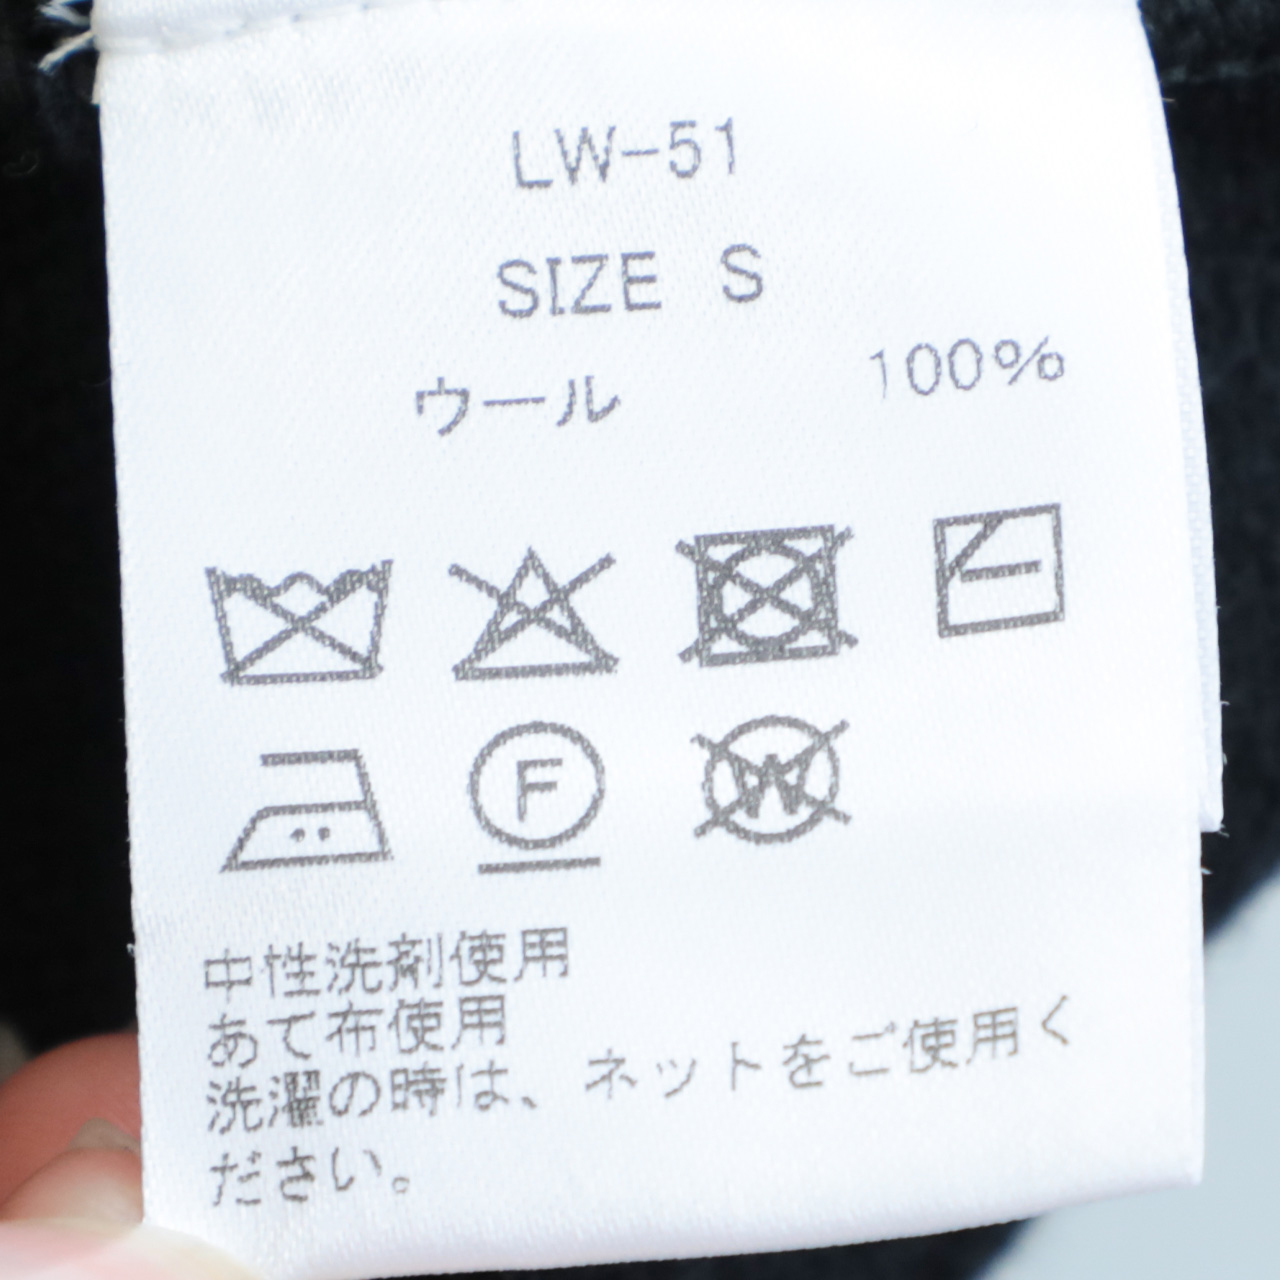 LW-51
SIZE S
ウール 100%
F
W
中性洗剤使用
あて布使用
洗濯の時は、ネットをご使用く
ださい。